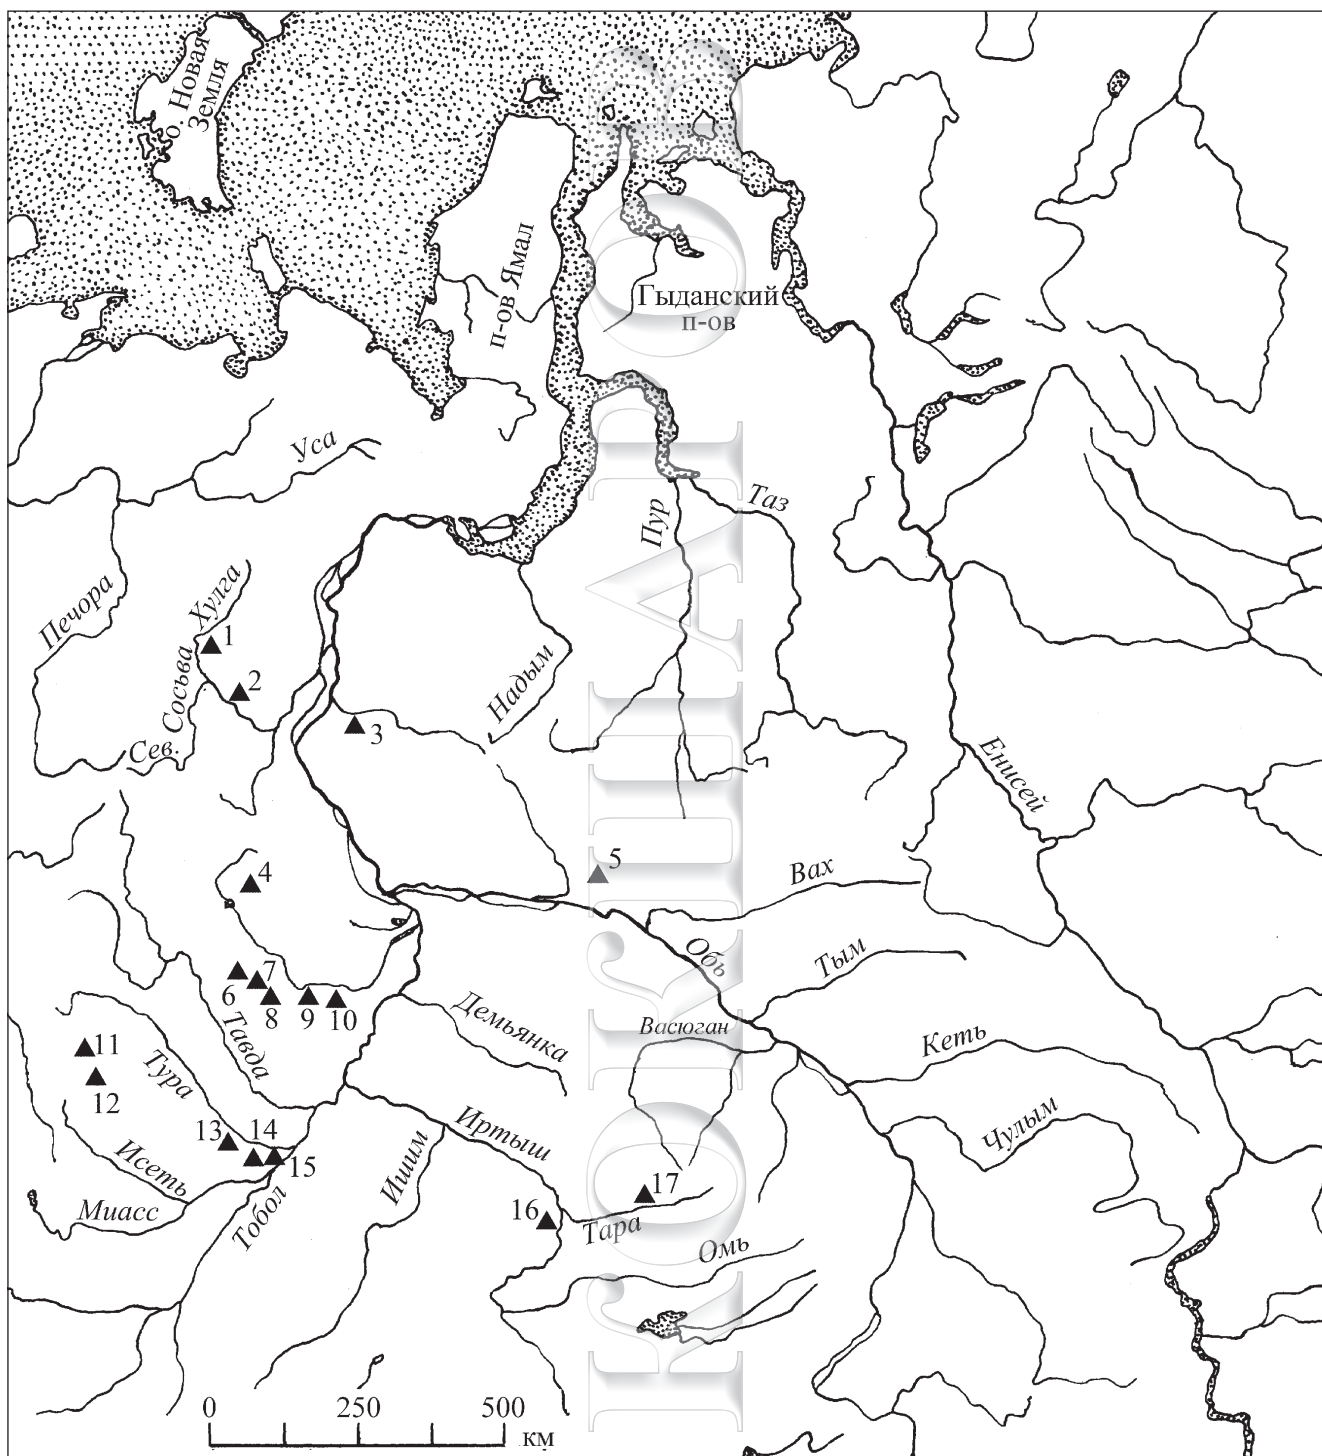 о. Новая
Земля
п-ов Ямал
Гыданский
п-ов
Уса
Таз
Пур
Печора
Хулга
1
Сосьва
2
Сев.
3
Надым
Енисей
4
5
Вах
Обь
Тым
6
7
8
9
10
Демьянка
Васюган
Кеть
Тавда
11
12
Тура
Иртыш
Чулым
13
14
15
Исеть
Ишим
Миасс
Тобол
16
17
Тара
Омь
0
250
500
км